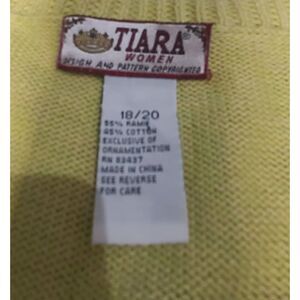 TIARA
WOMEN
DESIGN AND PATTERN COPYRIGHTED
18/20
55% RAMIE
45% COTTON
EXCLUSIVE OF
ORNAMENTATION
RN 83437
MADE IN CHINA
SEE REVERSE
FOR CARE